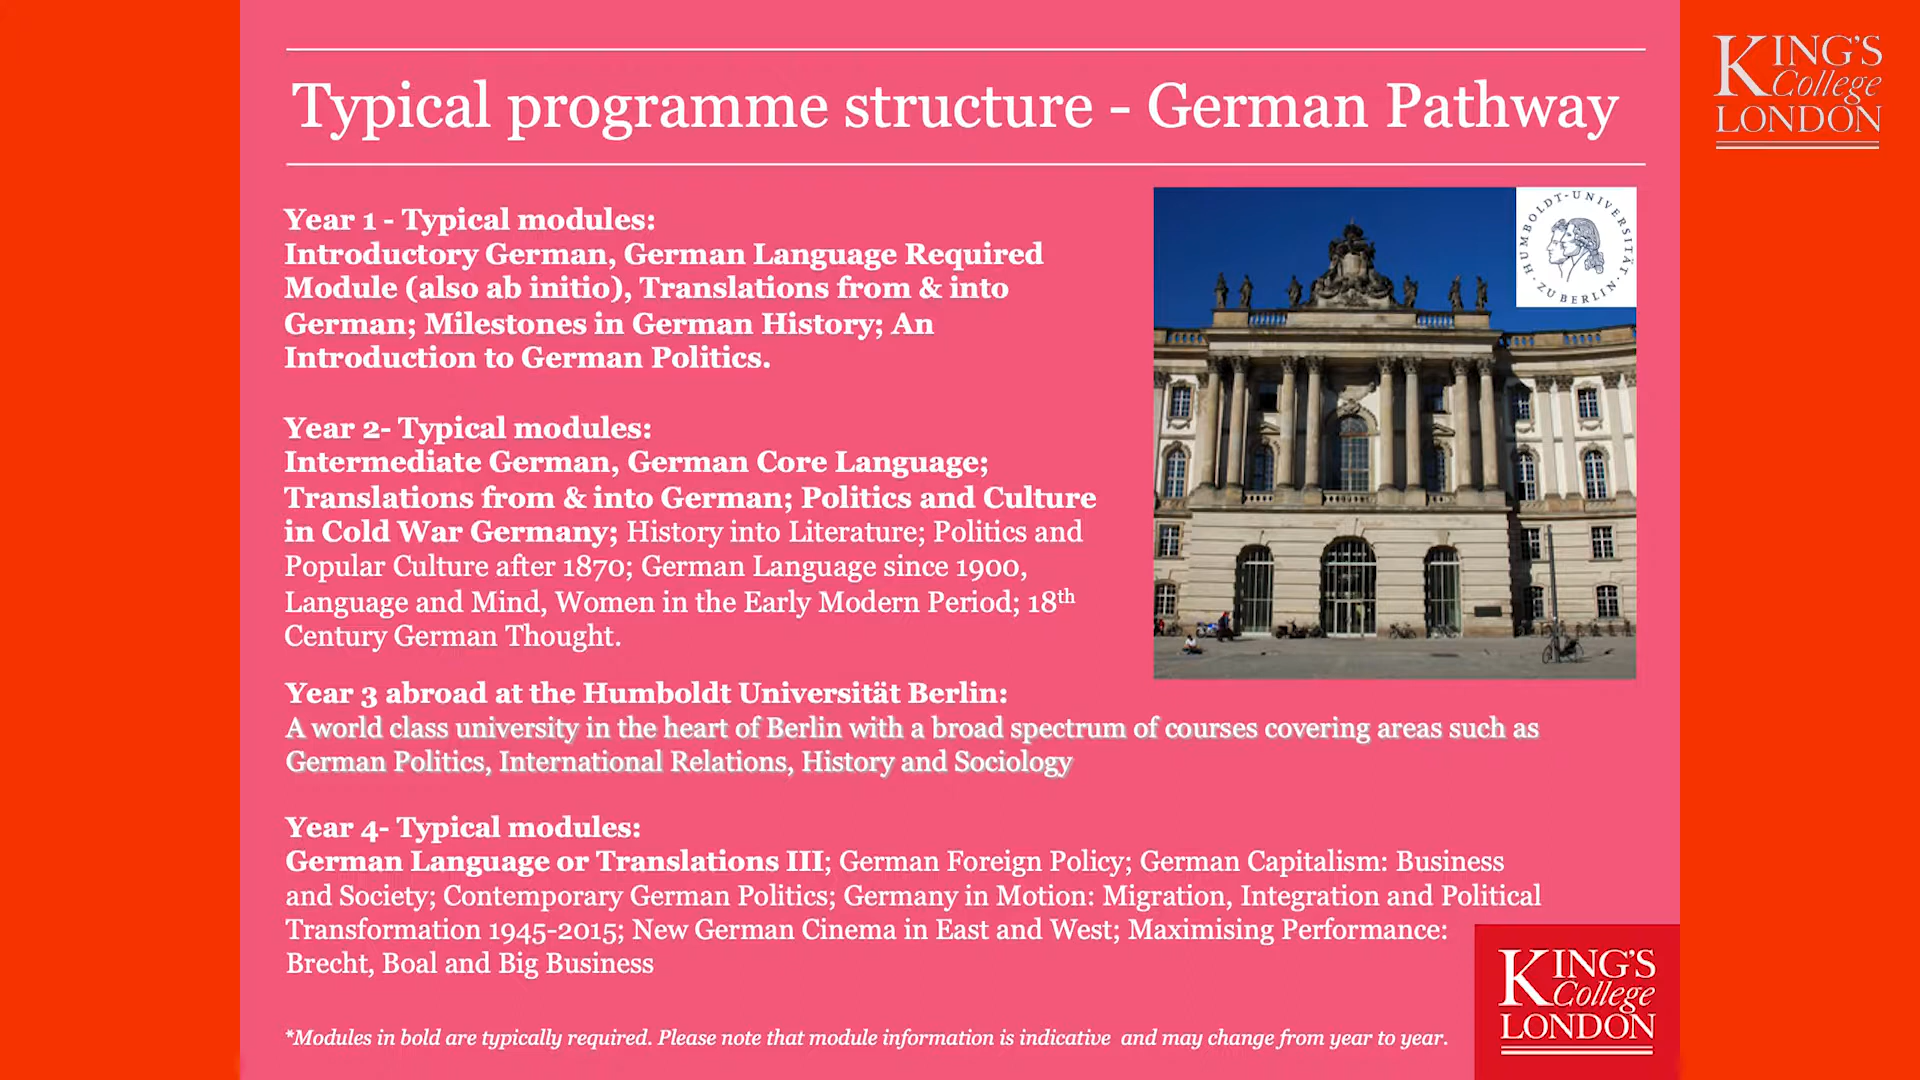 Typical programme structure - German Pathway
KING'S
College
LONDON
Year 1 - Typical modules:
Introductory German, German Language Required
Module (also ab initio), Translations from & into
German; Milestones in German History; An
Introduction to German Politics.
HUMBOLDT-UNIVERSITÄT · ZU BERLIN ·
Year 2- Typical modules:
Intermediate German, German Core Language;
Translations from & into German; Politics and Culture
in Cold War Germany; History into Literature; Politics and
Popular Culture after 1870; German Language since 1900,
Language and Mind, Women in the Early Modern Period; 18th
Century German Thought.
Year 3 abroad at the Humboldt Universität Berlin:
A world class university in the heart of Berlin with a broad spectrum of courses covering areas such as
German Politics, International Relations, History and Sociology
Year 4- Typical modules:
German Language or Translations III; German Foreign Policy; German Capitalism: Business
and Society; Contemporary German Politics; Germany in Motion: Migration, Integration and Political
Transformation 1945-2015; New German Cinema in East and West; Maximising Performance:
Brecht, Boal and Big Business
*Modules in bold are typically required. Please note that module information is indicative and may change from year to year.
KING'S
College
LONDON